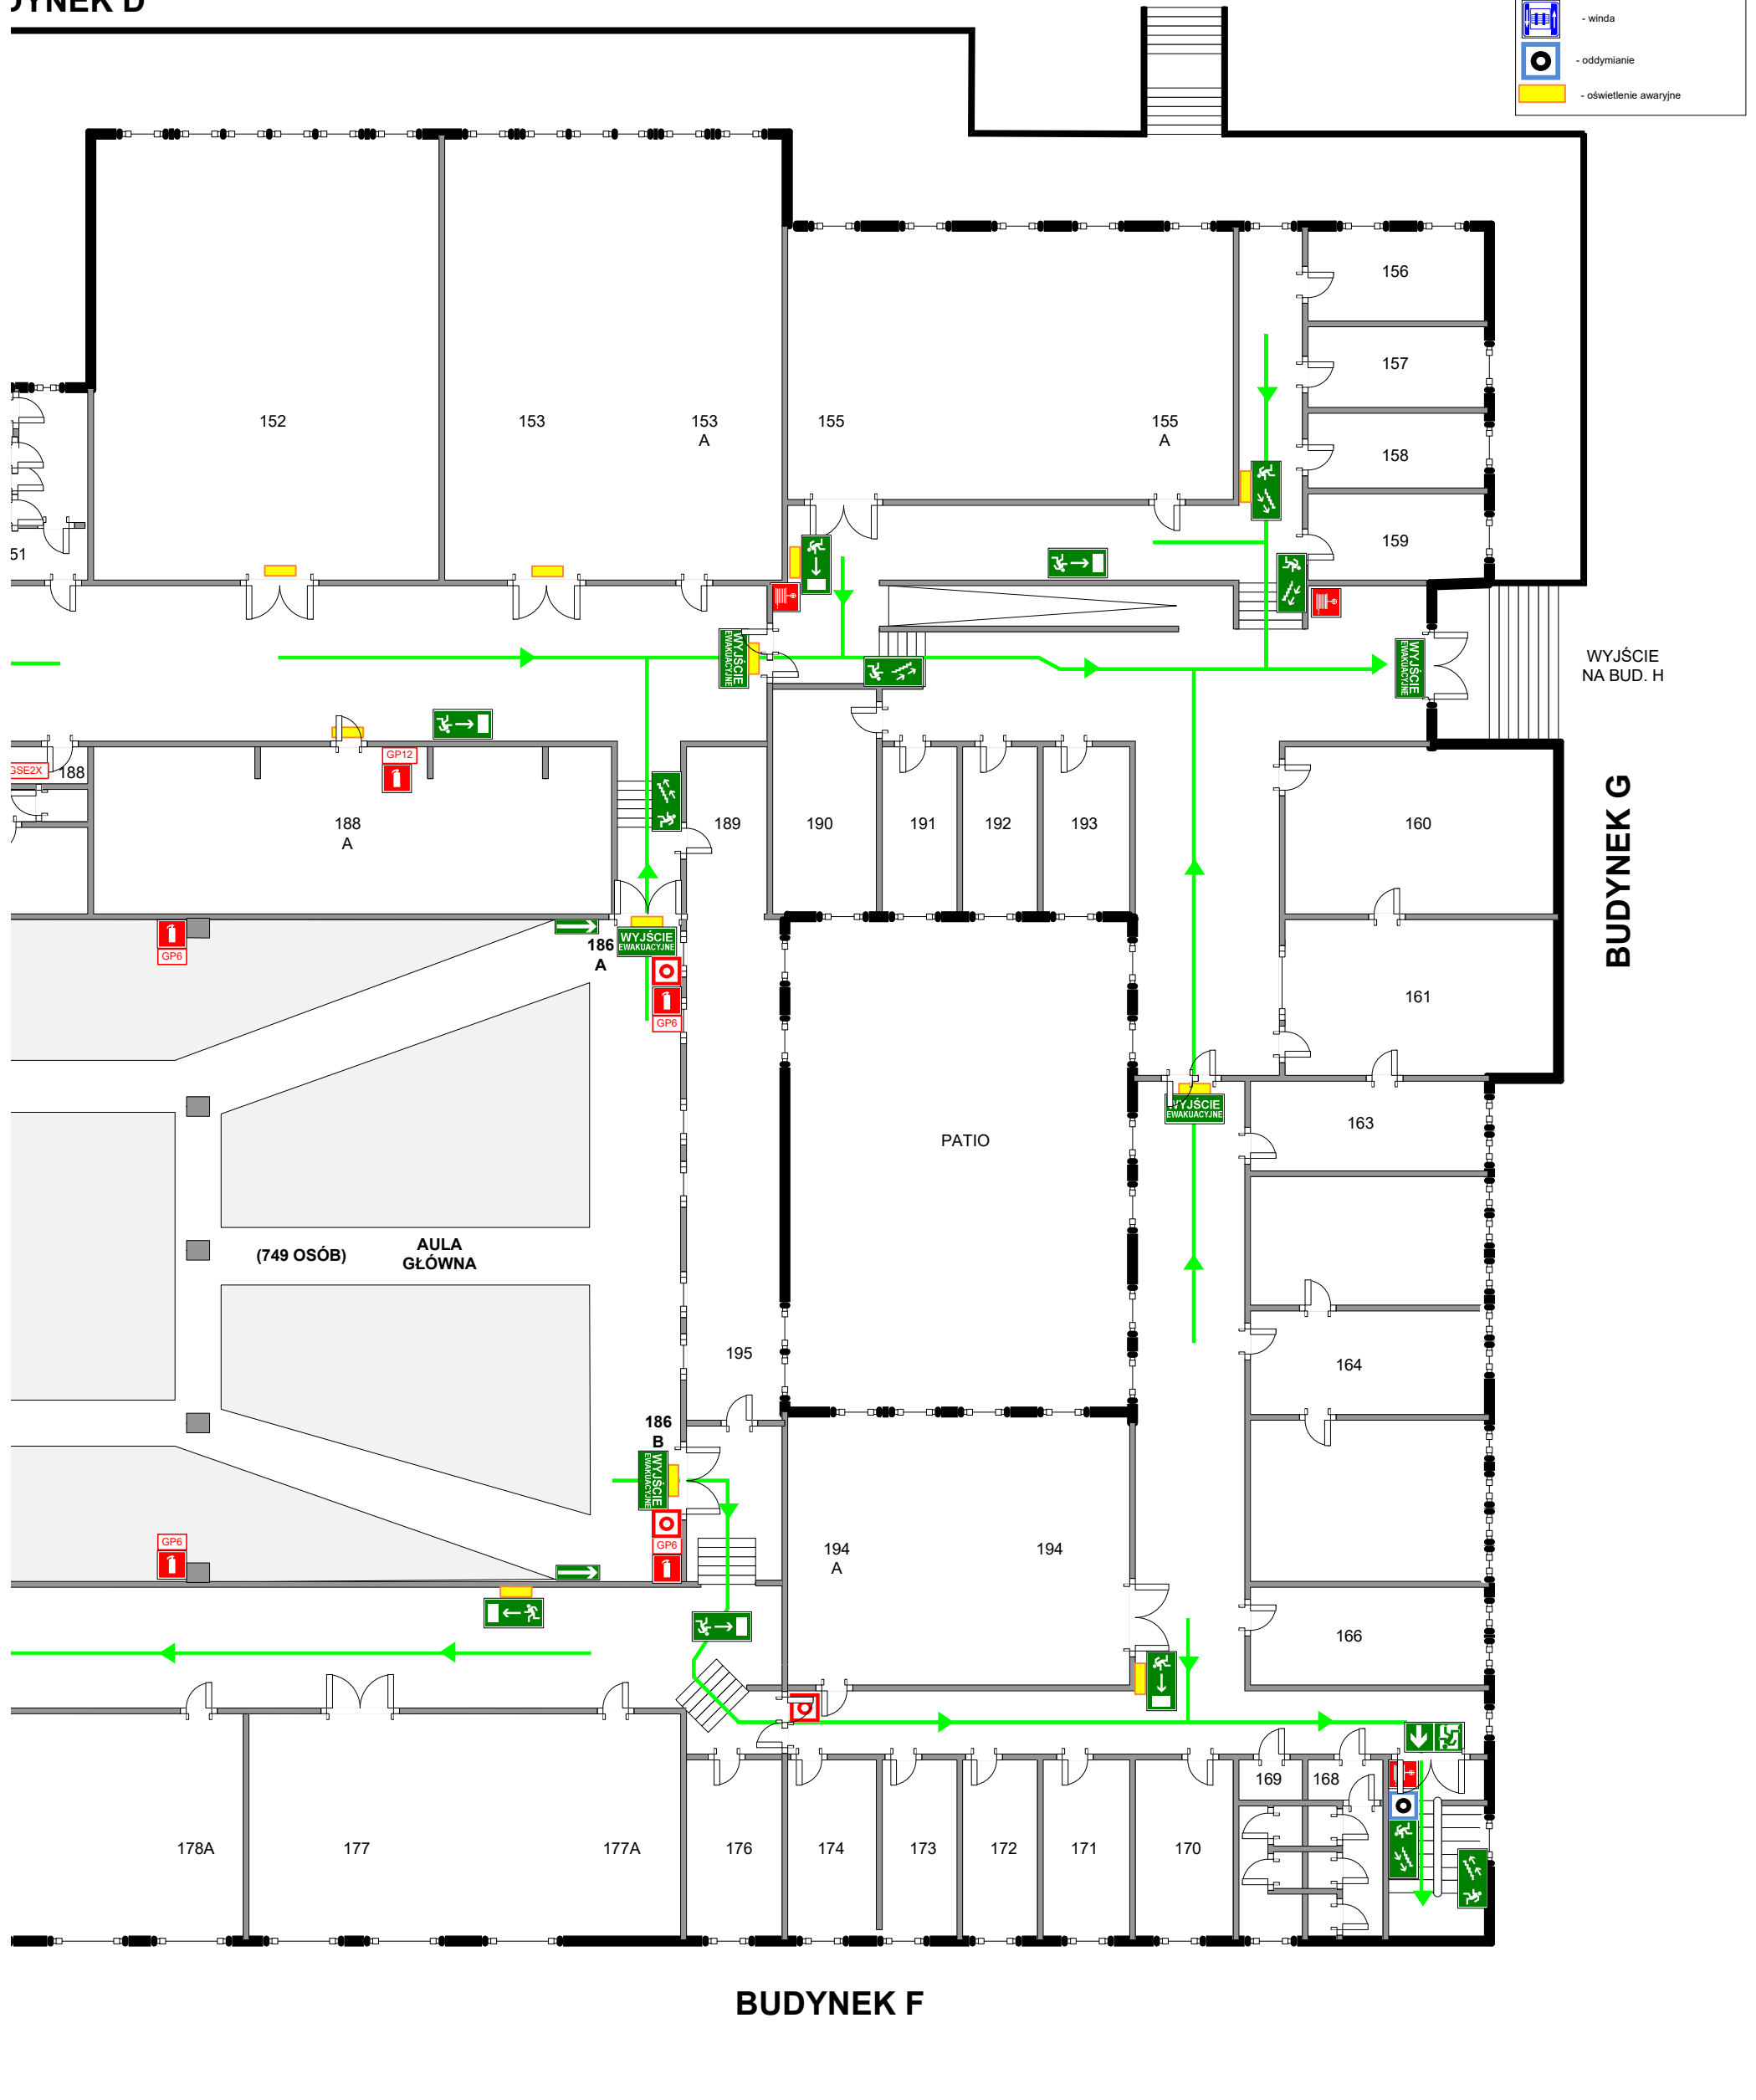 - winda
- oddymianie
- oświetlenie awaryjne
156
157
152
153
153
A
155
155
A
158
159
51
WYJŚCIE
EWAKUACYJNE
WYJŚCIE
EWAKUACYJNE
WYJŚCIE
NA BUD. H
GP12
GSE2X
188
188
A
189
190
191
192
193
160
BUDYNEK G
186
A
WYJŚCIE
EWAKUACYJNE
GP6
GP6
161
WYJŚCIE
EWAKUACYJNE
163
PATIO
(749 OSÓB)
AULA
GŁÓWNA
195
164
186
B
WYJŚCIE
EWAKUACYJNE
GP6
GP6
194
A
194
166
169
168
178A
177
177A
176
174
173
172
171
170
BUDYNEK F